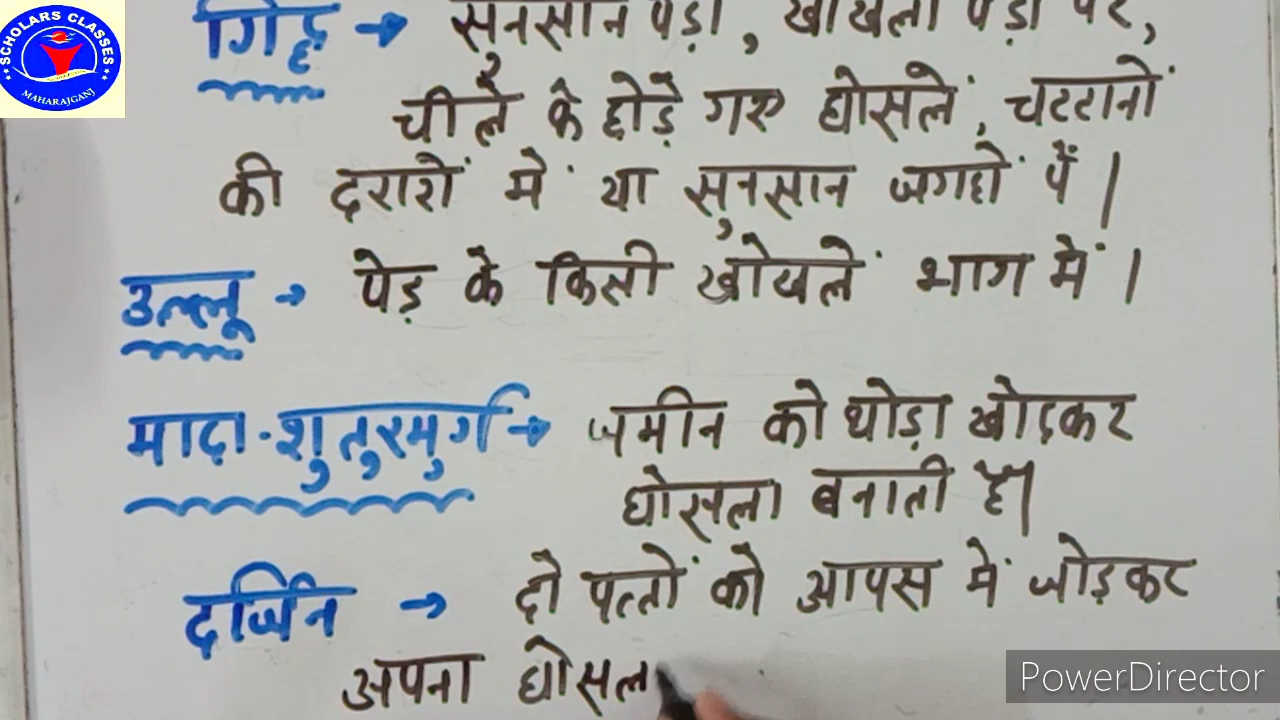 SCHOLARS CLASSES
MAHARAJGANJ
गिद्ध → सुनसान पेड़ों, खोखला पेड़ों पर,
चीलें के छोड़े गए घोसलें, चटटानों
की दरारों में या सुनसान जगहों पें।
उल्लू → पेड़ के किसी खोखलें भाग में।
मादा-शुतुरमुर्ग → जमीन को थोड़ा खोदकर
घोसला बनाती है।
दर्जिन → दो पत्तों को आपस में जोड़कर
अपना घोसल
PowerDirector